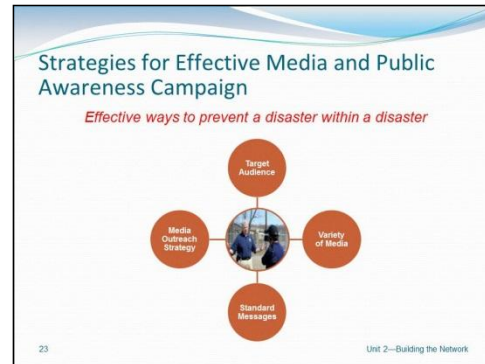 Strategies for Effective Media and Public
Awareness Campaign
Effective ways to prevent a disaster within a disaster
Target
Audience
Media
Outreach
Strategy
Variety
of Media
Standard
Messages
23
Unit 2—Building the Network